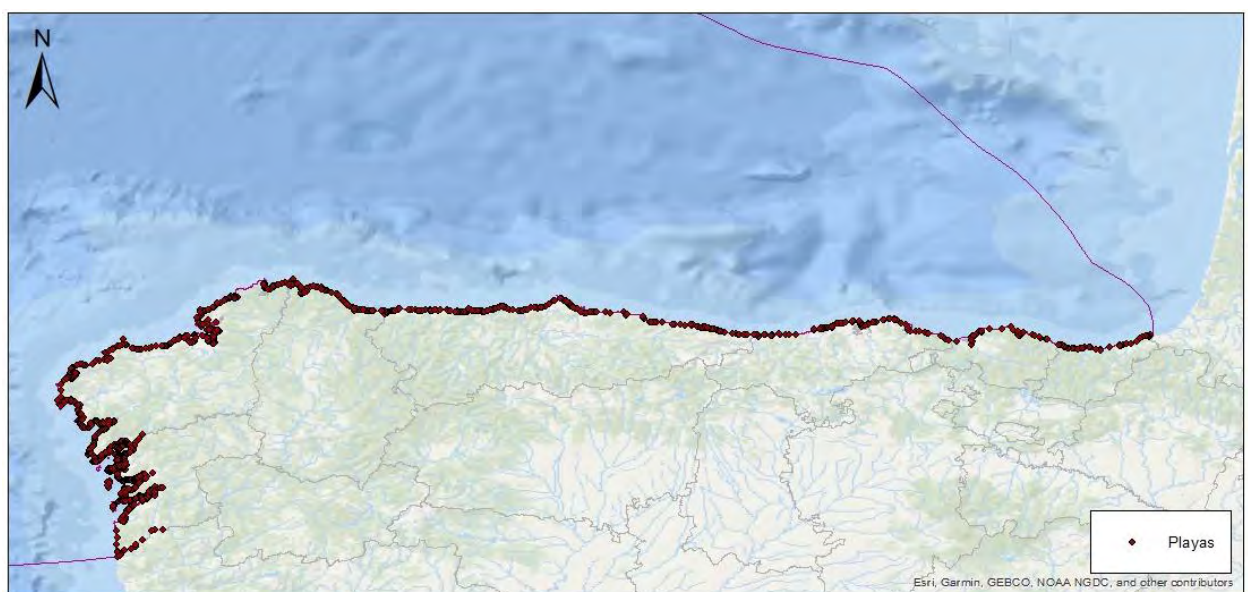 N
Playas
Esri, Garmin, GEBCO, NOAA NGDC, and other contributors